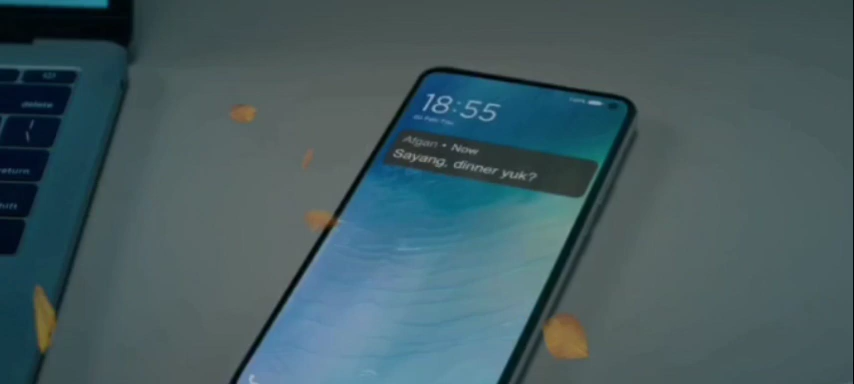 delete
return
18:55
Afgan • Now
Sayang, dinner yuk?